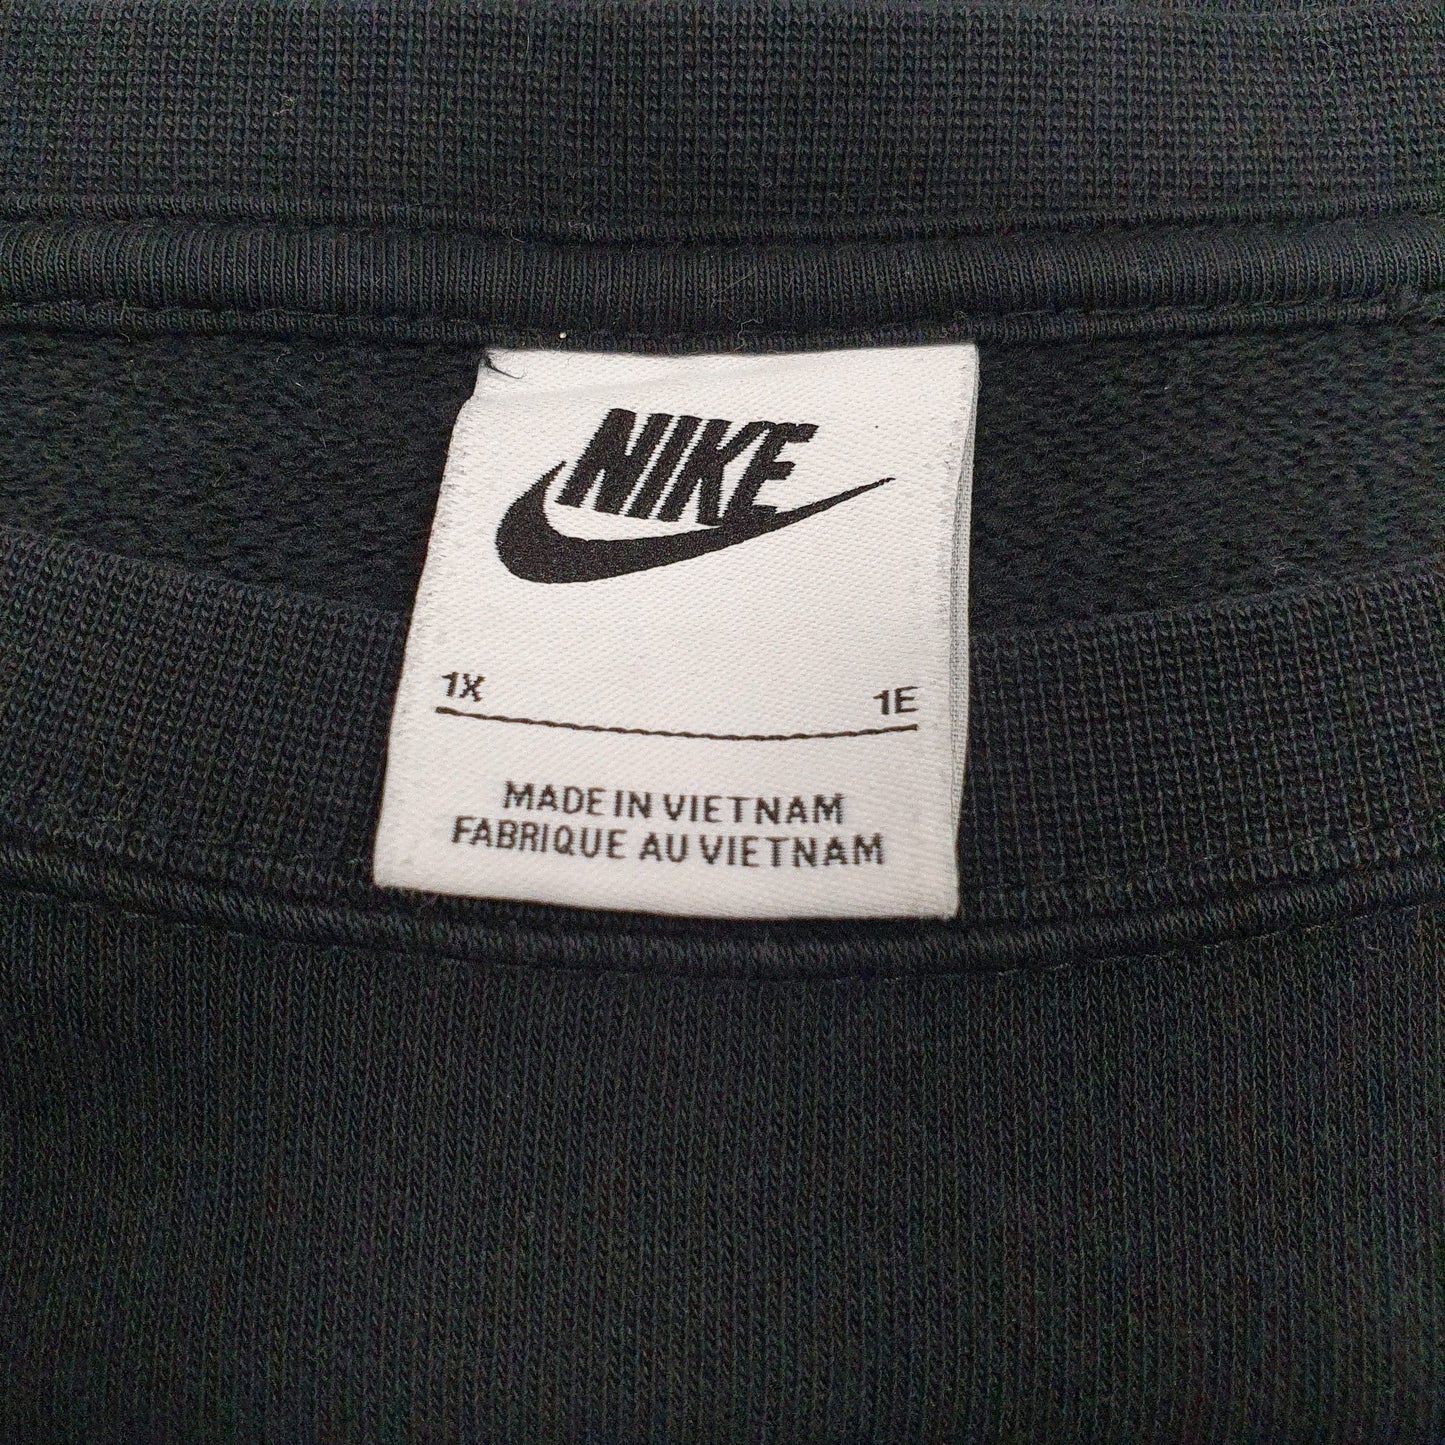 NIKE
1X 1E
MADE IN VIETNAM
FABRIQUE AU VIETNAM